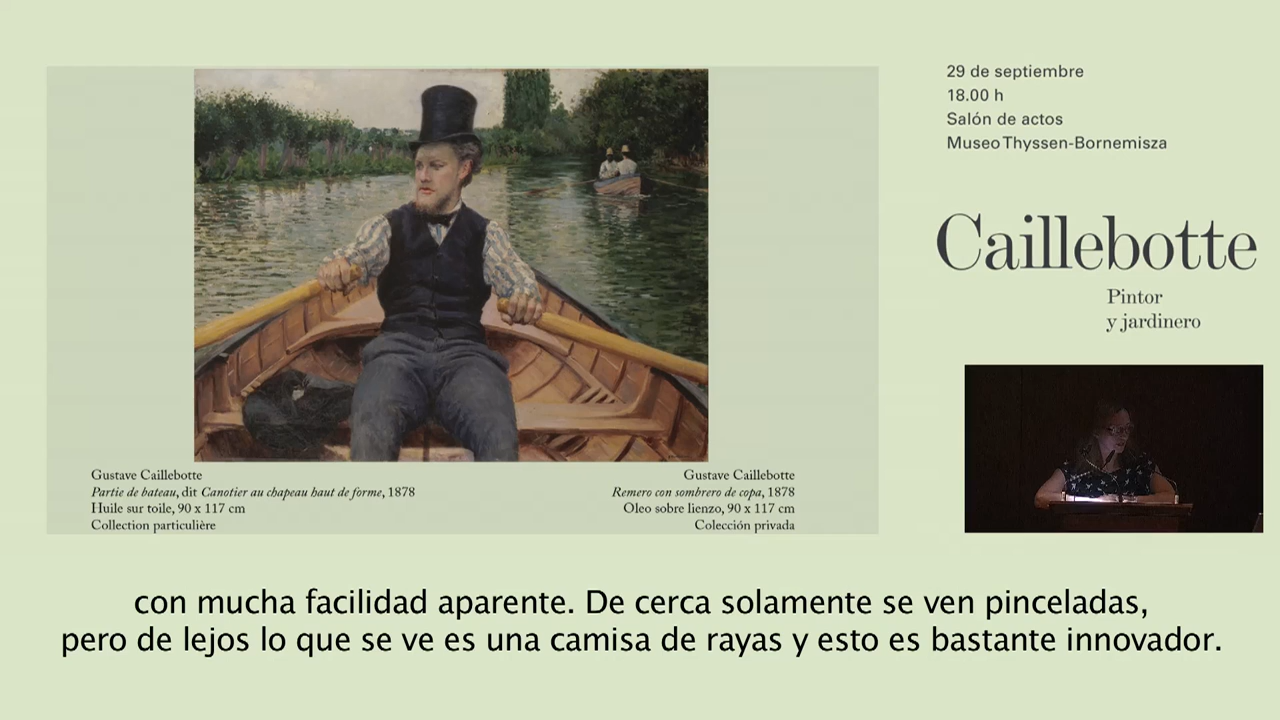 29 de septiembre
18.00 h
Salón de actos
Museo Thyssen-Bornemisza
Caillebotte
Pintor
y jardinero
Gustave Caillebotte
Partie de bateau, dit Canotier au chapeau haut de forme, 1878
Huile sur toile, 90 x 117 cm
Collection particulière
Gustave Caillebotte
Remero con sombrero de copa, 1878
Oleo sobre lienzo, 90 x 117 cm
Colección privada
con mucha facilidad aparente. De cerca solamente se ven pinceladas,
pero de lejos lo que se ve es una camisa de rayas y esto es bastante innovador.